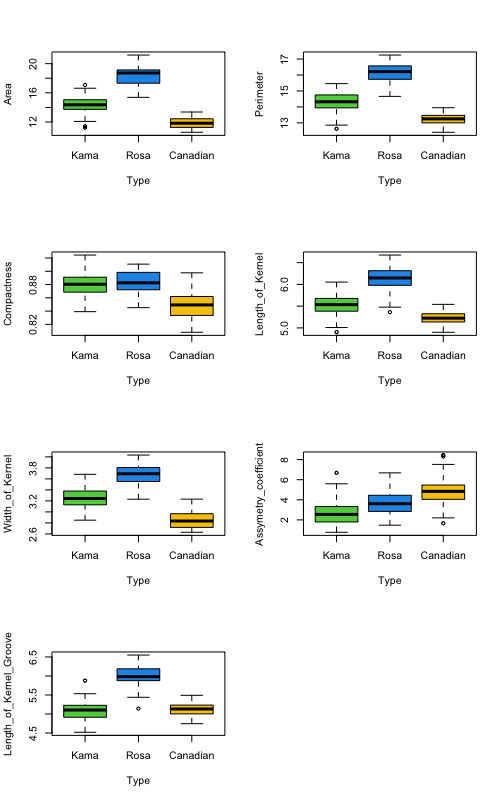 Area
20
16
12
Kama Rosa Canadian
Type
Perimeter
17
15
13
Kama Rosa Canadian
Type
Compactness
0.88
0.82
Kama Rosa Canadian
Type
Length_of_Kernel
6.0
5.0
Kama Rosa Canadian
Type
Width_of_Kernel
3.8
3.2
2.6
Kama Rosa Canadian
Type
Assymetry_coefficient
8
6
4
2
Kama Rosa Canadian
Type
Length_of_Kernel_Groove
6.5
5.5
4.5
Kama Rosa Canadian
Type